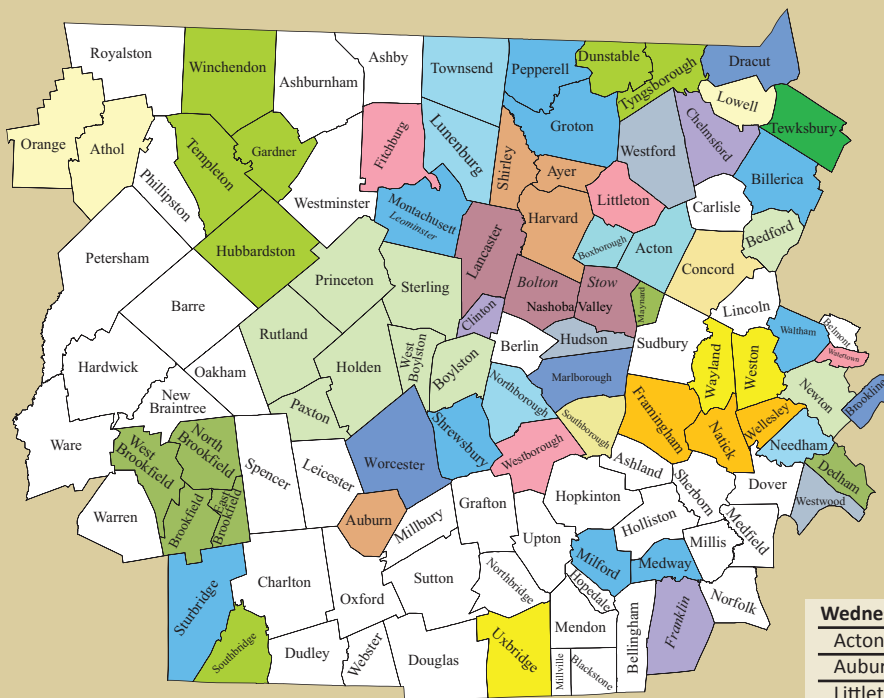 Royalston
Winchendon
Ashburnham
Ashby
Townsend
Pepperell
Dunstable
Tyngsborough
Dracut
Lowell
Tewksbury
Orange
Athol
Phillipston
Templeton
Gardner
Westminster
Fitchburg
Lunenburg
Shirley
Groton
Ayer
Westford
Chelmsford
Billerica
Littleton
Carlisle
Bedford
Montachusett
Leominster
Harvard
Boxborough
Acton
Concord
Lancaster
Petersham
Hubbardston
Princeton
Sterling
Bolton
Stow
Nashoba Valley
Maynard
Lincoln
Barre
Rutland
Holden
West
Boylston
Clinton
Berlin
Hudson
Sudbury
Wayland
Weston
Waltham
Belmont
Watertown
Hardwick
Oakham
New
Braintree
Paxton
Boylston
Northborough
Marlborough
Southborough
Framingham
Natick
Wellesley
Newton
Brookline
Needham
Ware
West
Brookfield
North
Brookfield
Spencer
Leicester
Worcester
Shrewsbury
Westborough
Ashland
Sherborn
Dover
Dedham
Westwood
Warren
Brookfield
East
Brookfield
Auburn
Millbury
Grafton
Hopkinton
Holliston
Medfield
Millis
Upton
Milford
Medway
Sturbridge
Charlton
Oxford
Sutton
Northbridge
Hopedale
Norfolk
Southbridge
Dudley
Webster
Douglas
Uxbridge
Mendon
Millville
Blackstone
Bellingham
Franklin
Wedne
Acton
Aubur
Littlet